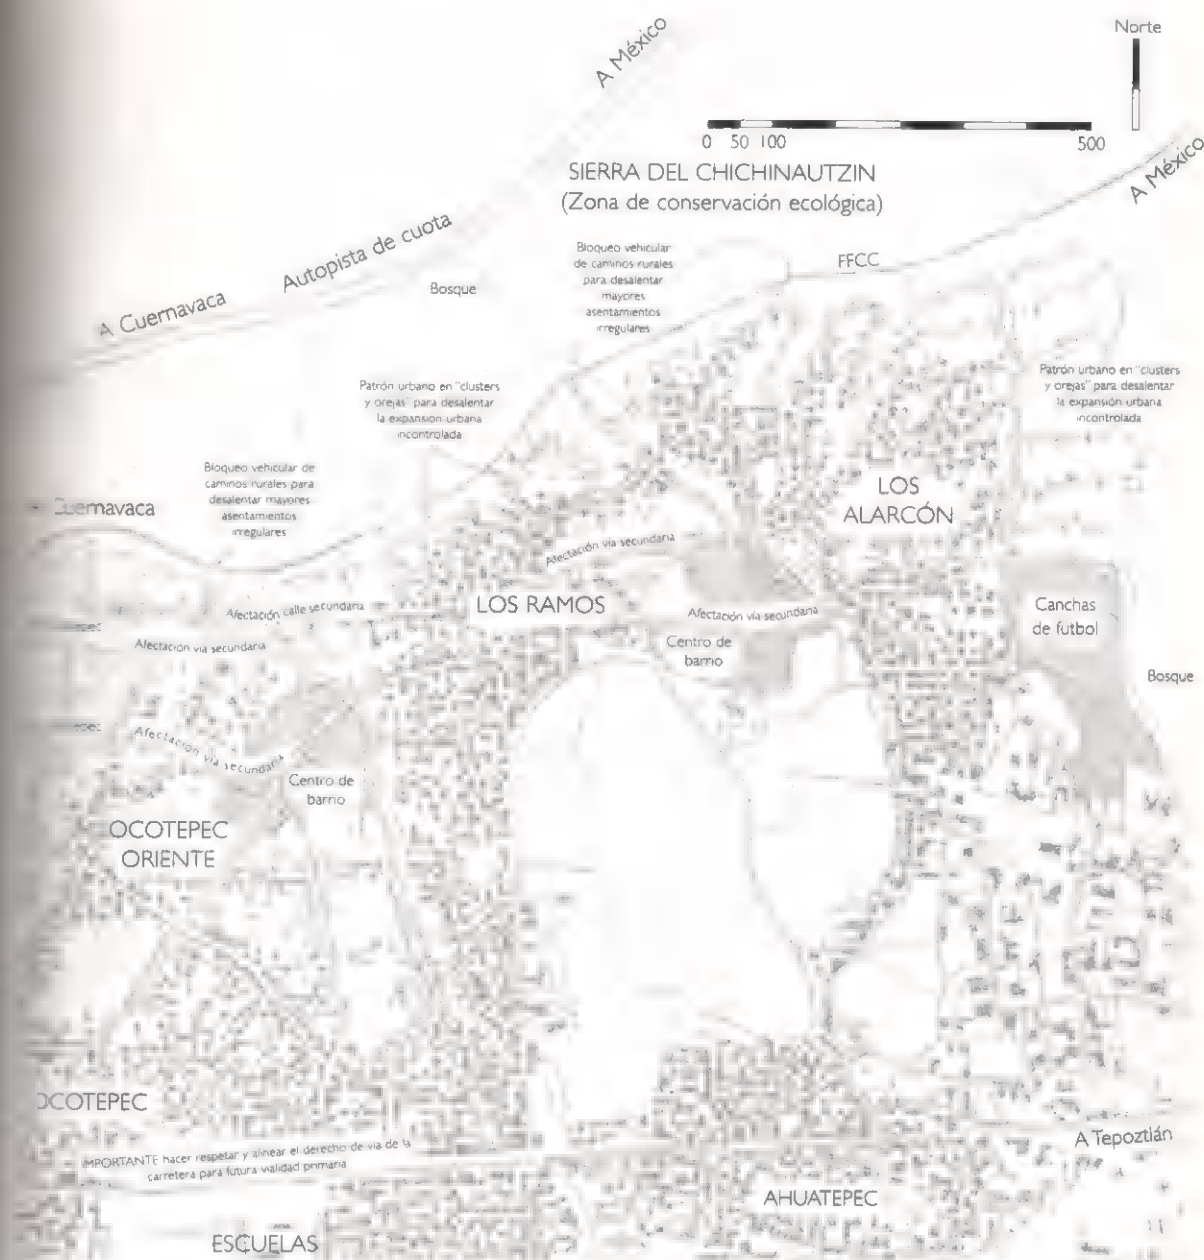 Norte
A México
0 50 100 500
A México
SIERRA DEL CHICHINAUTZIN
(Zona de conservación ecológica)
Autopista de cuota
A Cuernavaca
Bosque
Bloqueo vehicular
de caminos rurales
para desalentar
mayores
asentamientos
irregulares
FFCC
Patrón urbano en "clusters
y orejas" para desalentar
la expansión urbana
incontrolada
Patrón urbano en "clusters
y orejas" para desalentar
la expansión urbana
incontrolada
Bloqueo vehicular de
caminos rurales para
desalentar mayores
asentamientos
irregulares
Cuernavaca
LOS
ALARCÓN
Afectación vía secundaria
Afectación calle secundaria
LOS RAMOS
Afectación vía secundaria
Canchas
de futbol
Afectación vía secundaria
Centro de
barrio
Bosque
Afectación vía secundaria
Centro de
barrio
OCOTEPEC
ORIENTE
OCOTEPEC
A Tepoztlán
IMPORTANTE hacer respetar y alinear el derecho de vía de la
carretera para futura vialidad primaria
AHUATEPEC
ESCUELAS